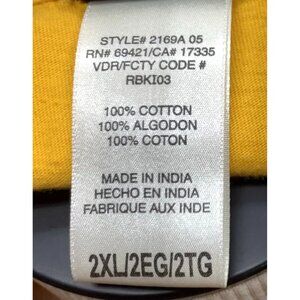 STYLE# 2169A 05
RN# 69421/CA# 17335
VDR/FCTY CODE #
RBKI03
100% COTTON
100% ALGODON
100% COTON
MADE IN INDIA
HECHO EN INDIA
FABRIQUE AUX INDE
2XL/2EG/2TG